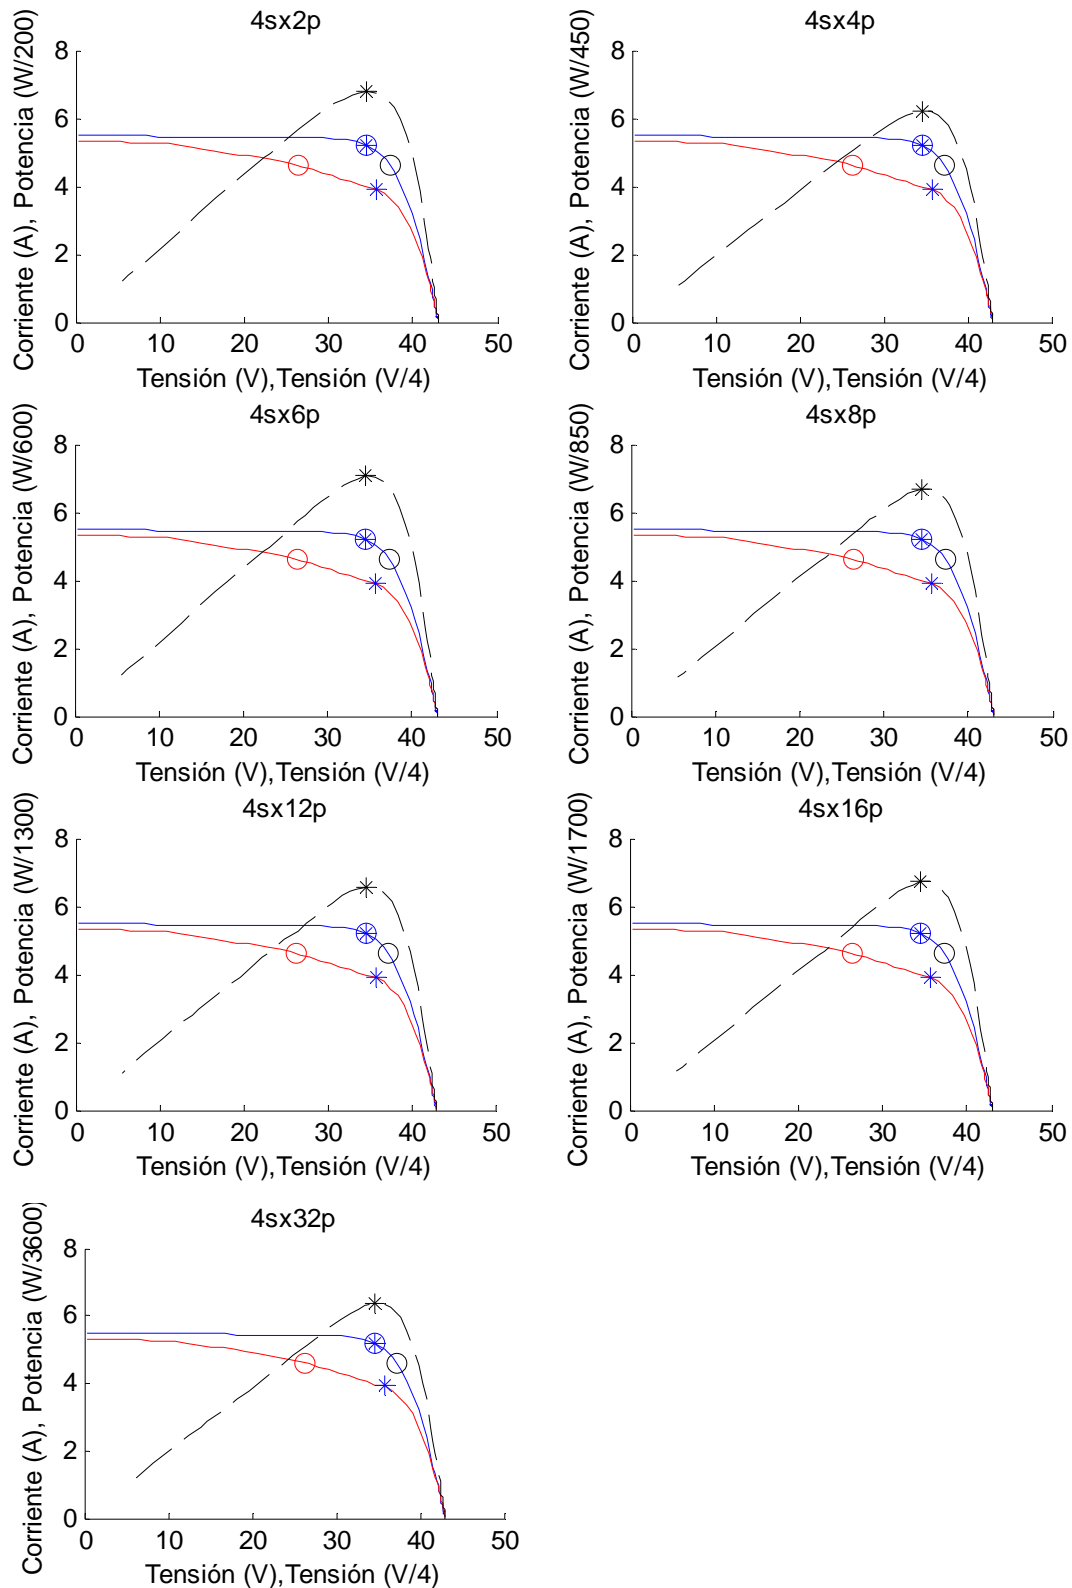 4sx2p
Corriente (A), Potencia (W/200)
8
6
4
2
0
0 10 20 30 40 50
Tensión (V),Tensión (V/4)
4sx4p
Corriente (A), Potencia (W/450)
8
6
4
2
0
0 10 20 30 40 50
Tensión (V),Tensión (V/4)
4sx6p
Corriente (A), Potencia (W/600)
8
6
4
2
0
0 10 20 30 40 50
Tensión (V),Tensión (V/4)
4sx8p
Corriente (A), Potencia (W/850)
8
6
4
2
0
0 10 20 30 40 50
Tensión (V),Tensión (V/4)
4sx12p
Corriente (A), Potencia (W/1300)
8
6
4
2
0
0 10 20 30 40 50
Tensión (V),Tensión (V/4)
4sx16p
Corriente (A), Potencia (W/1700)
8
6
4
2
0
0 10 20 30 40 50
Tensión (V),Tensión (V/4)
4sx32p
Corriente (A), Potencia (W/3600)
8
6
4
2
0
0 10 20 30 40 50
Tensión (V),Tensión (V/4)